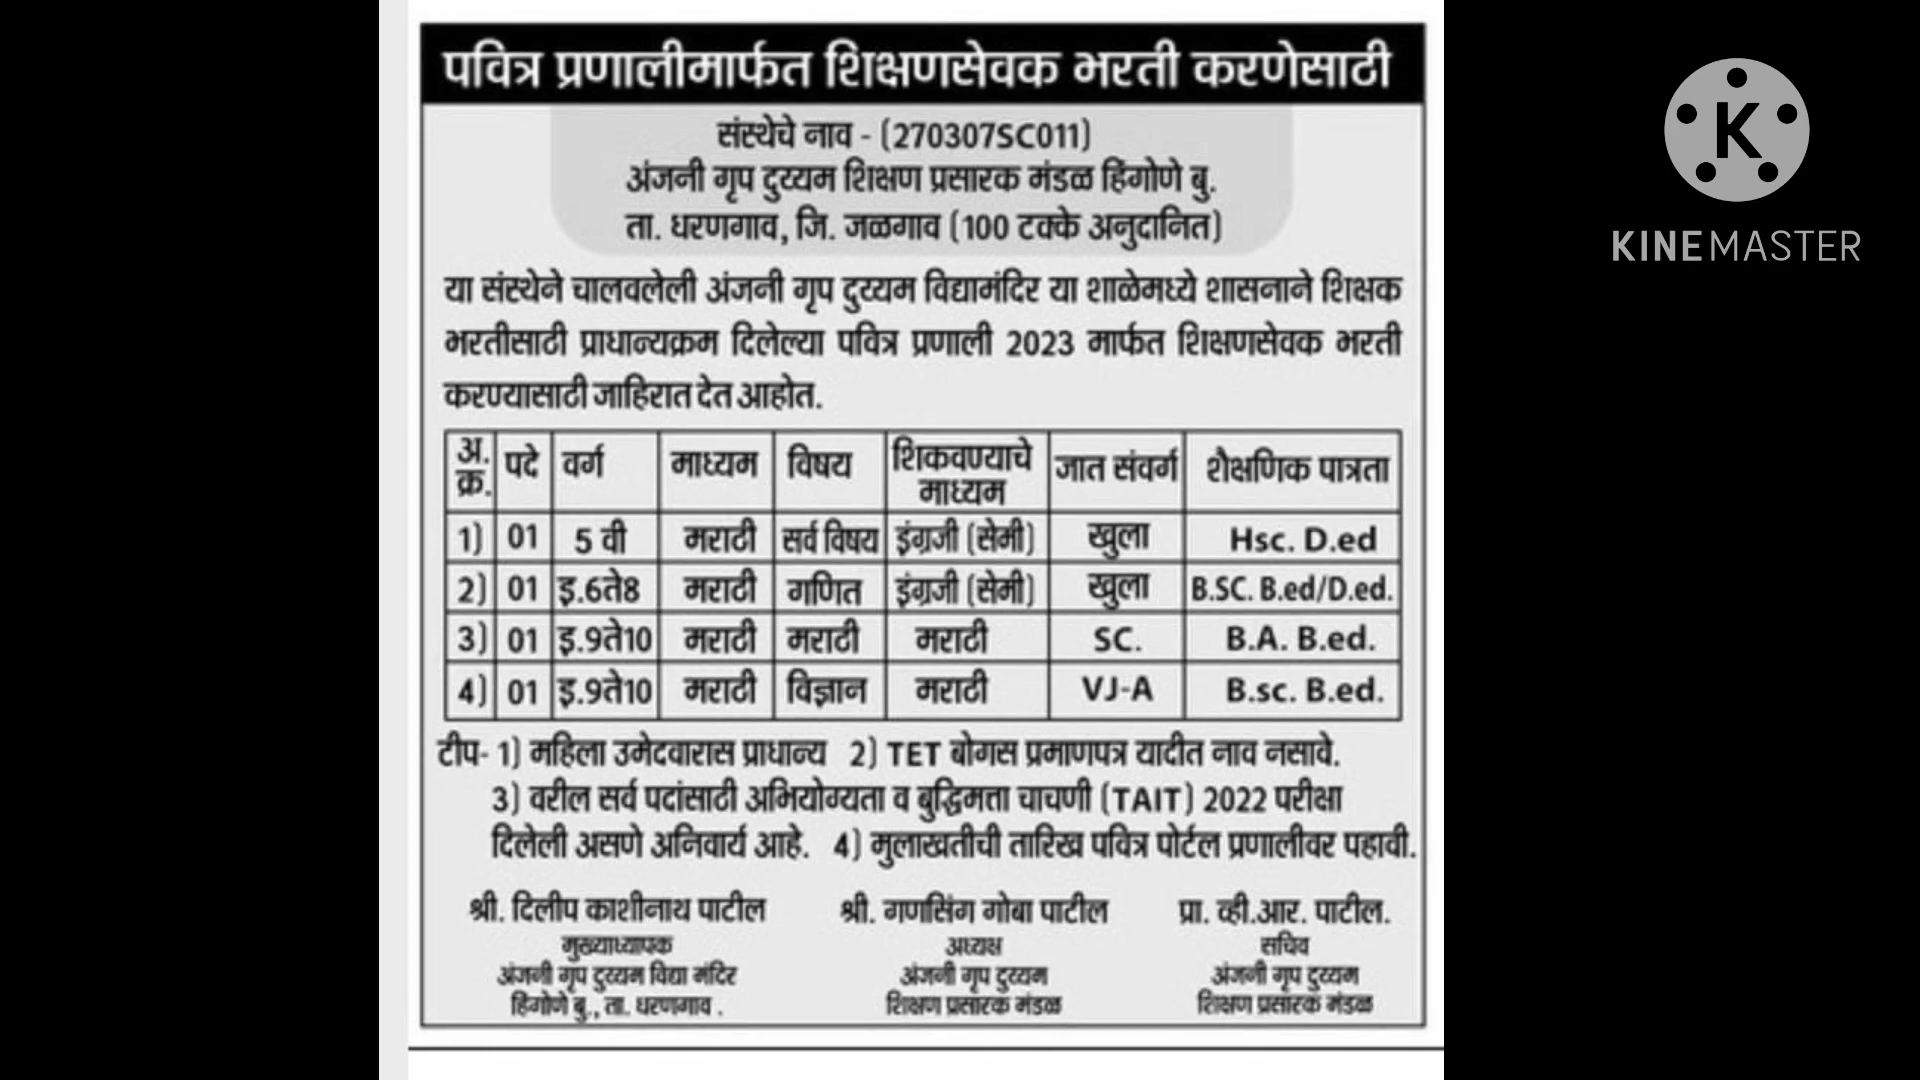 पवित्र प्रणालीमार्फत शिक्षणसेवक भरती करणेसाठी
संस्थेचे नाव - (270307SC011)
अंजनी गृप दुय्यम शिक्षण प्रसारक मंडळ हिंगोणे बु.
ता. धरणगाव, जि. जळगाव (100 टक्के अनुदानित)
या संस्थेने चालवलेली अंजनी गृप दुय्यम विद्यामंदिर या शाळेमध्ये शासनाने शिक्षक
भरतीसाठी प्राधान्यक्रम दिलेल्या पवित्र प्रणाली 2023 मार्फत शिक्षणसेवक भरती
करण्यासाठी जाहिरात देत आहोत.
अ. क्र. पदे वर्ग माध्यम विषय शिकवण्याचे माध्यम जात संवर्ग शैक्षणिक पात्रता
1) 01 5 वी मराठी सर्व विषय इंग्रजी (सेमी) खुला Hsc. D.ed
2) 01 इ.6ते8 मराठी गणित इंग्रजी (सेमी) खुला B.SC. B.ed/D.ed.
3) 01 इ.9ते10 मराठी मराठी मराठी SC. B.A. B.ed.
4) 01 इ.9ते10 मराठी विज्ञान मराठी VJ-A B.sc. B.ed.
टीप- 1) महिला उमेदवारास प्राधान्य 2) TET बोगस प्रमाणपत्र यादीत नाव नसावे.
3) वरील सर्व पदांसाठी अभियोग्यता व बुद्धिमत्ता चाचणी (TAIT) 2022 परीक्षा
दिलेली असणे अनिवार्य आहे. 4) मुलाखतीची तारिख पवित्र पोर्टल प्रणालीवर पहावी.
श्री. दिलीप काशीनाथ पाटील
मुख्याध्यापक
अंजनी गृप दुय्यम विद्या मंदिर
हिंगोणे बु., ता. धरणगाव .
श्री. गणसिंग गोबा पाटील
अध्यक्ष
अंजनी गृप दुय्यम
शिक्षण प्रसारक मंडळ
प्रा. व्ही.आर. पाटील.
सचिव
अंजनी गृप दुय्यम
शिक्षण प्रसारक मंडळ
K
KINEMASTER